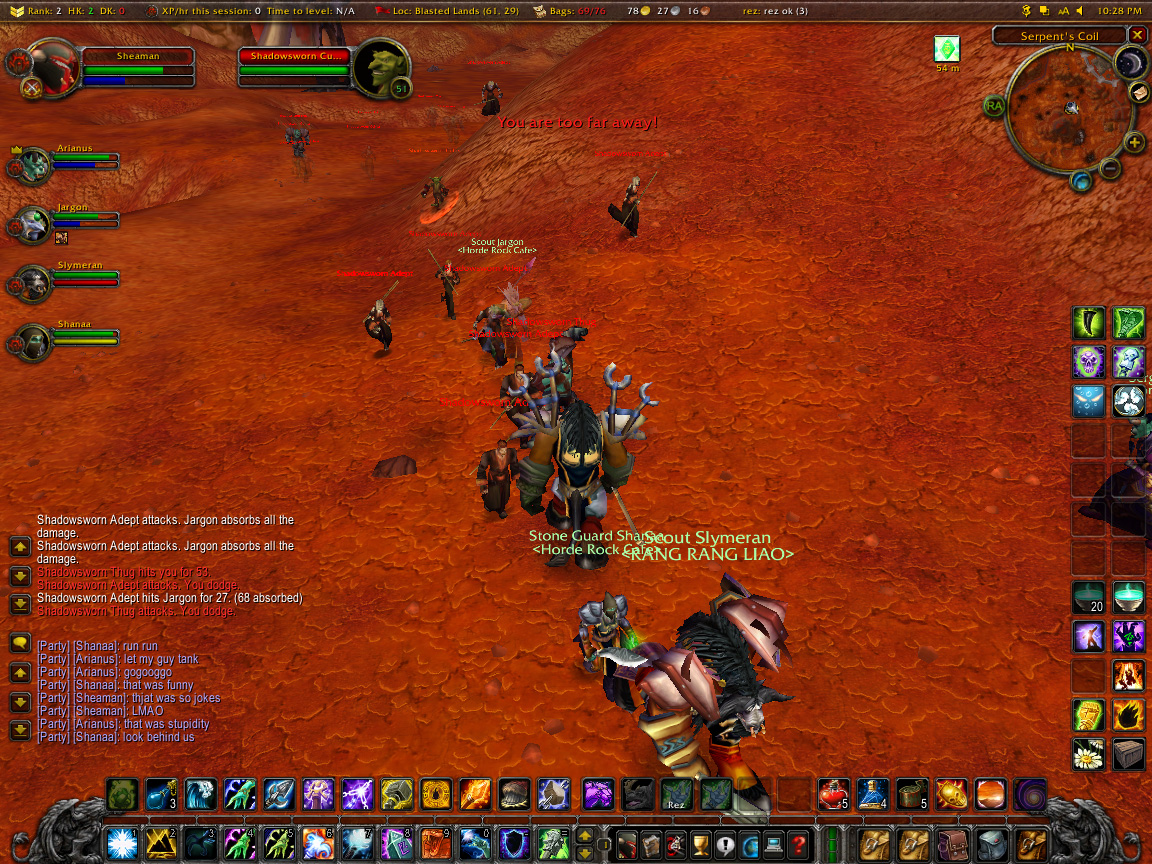 Rank: 2 HK: 2 DK: 0 XP/hr this session: 0 Time to level: N/A Loc: Blasted Lands (61, 29) Bags: 69/76 78 27 16 rez: rez ok (3) 10:28 PM
Serpent's Coil
Sheaman
Shadowsworn Cu...
51
54 m
RA
You are too far away!
Arianus
Jargon
Scout Jargon
<Horde Rock Cafe>
Slymeran
Shadowsworn Adept
Shanaa
Shadowsworn Adept attacks. Jargon absorbs all the
damage.
Shadowsworn Adept attacks. Jargon absorbs all the
damage.
Shadowsworn Thug hits you for 53.
Shadowsworn Adept attacks. You dodge.
Shadowsworn Adept hits Jargon for 27. (68 absorbed)
Shadowsworn Thug attacks. You dodge.
Stone Guard Shanaa
<Horde Rock Cafe>
Scout Slymeran
<RANG RANG LIAO>
[Party] [Shanaa]: run run
[Party] [Arianus]: let my guy tank
[Party] [Arianus]: gogooggo
[Party] [Shanaa]: that was funny
[Party] [Sheaman]: thjat was so jokes
[Party] [Sheaman]: LMAO
[Party] [Arianus]: that was stupidity
[Party] [Shanaa]: look behind us
20
3 Rez 5 4 5
1 2 3 4 5 6 7 8 9 0 - =